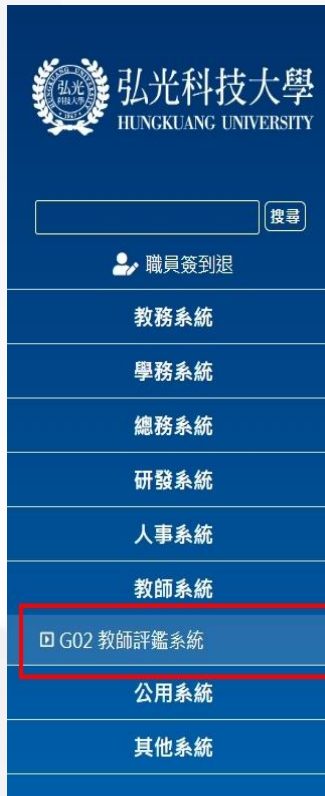 弘光科技大學
HUNGKUANG UNIVERSITY
搜尋
職員簽到退
教務系統
學務系統
總務系統
研發系統
人事系統
教師系統
G02 教師評鑑系統
公用系統
其他系統